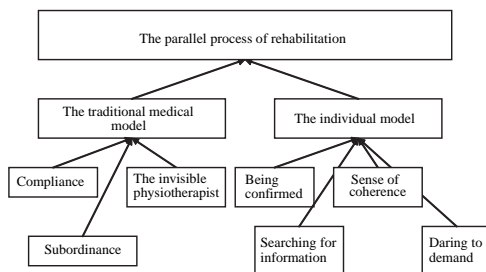 The parallel process of rehabilitation
The traditional medical
model
The individual model
Compliance
The invisible
physiotherapist
Being
confirmed
Sense of
coherence
Subordinance
Searching for
information
Daring to
demand